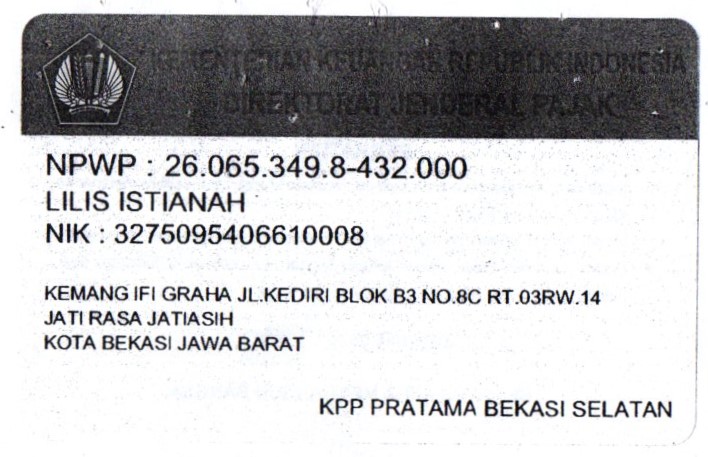 KEMENTERIAN KEUANGAN REPUBLIK INDONESIA
DIREKTORAT JENDERAL PAJAK
NPWP : 26.065.349.8-432.000
LILIS ISTIANAH
NIK : 3275095406610008
KEMANG IFI GRAHA JL.KEDIRI BLOK B3 NO.8C RT.03RW.14
JATI RASA JATIASIH
KOTA BEKASI JAWA BARAT
KPP PRATAMA BEKASI SELATAN